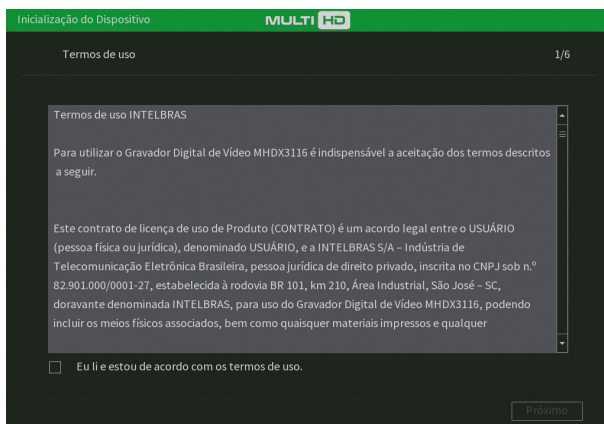 Inicialização do Dispositivo
MULTI HD
Termos de uso
1/6
Termos de uso INTELBRAS
Para utilizar o Gravador Digital de Vídeo MHDX3116 é indispensável a aceitação dos termos descritos
a seguir.
Este contrato de licença de uso de Produto (CONTRATO) é um acordo legal entre o USUÁRIO
(pessoa física ou jurídica), denominado USUÁRIO, e a INTELBRAS S/A – Indústria de
Telecomunicação Eletrônica Brasileira, pessoa jurídica de direito privado, inscrita no CNPJ sob n.º
82.901.000/0001-27, estabelecida à rodovia BR 101, km 210, Área Industrial, São José – SC,
doravante denominada INTELBRAS, para uso do Gravador Digital de Vídeo MHDX3116, podendo
incluir os meios físicos associados, bem como quaisquer materiais impressos e qualquer
Eu li e estou de acordo com os termos de uso.
Próximo